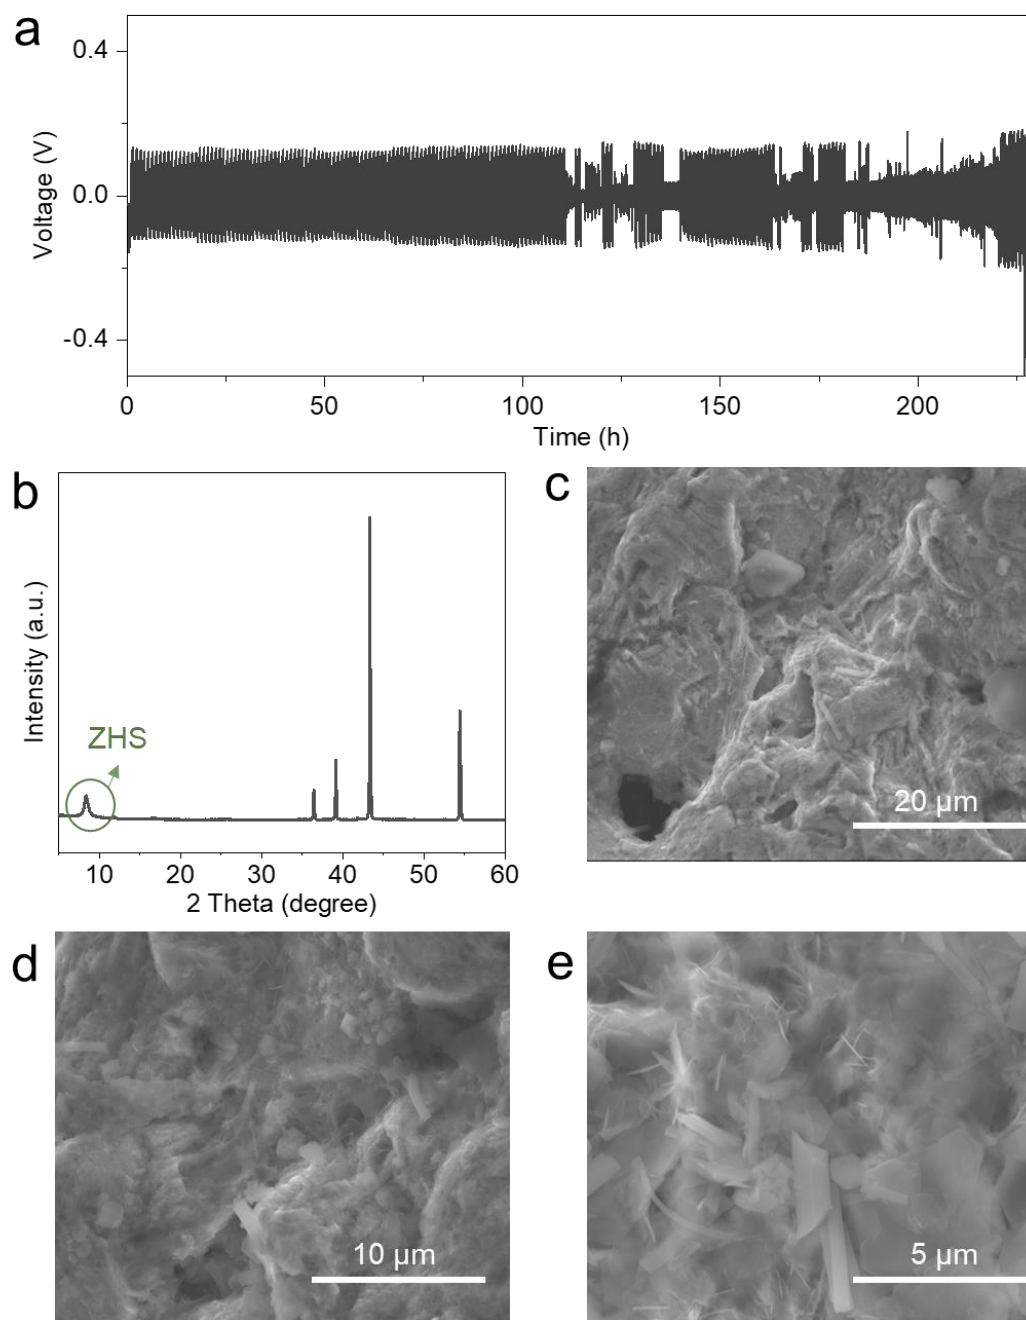 a
0.4
0.0
-0.4
Voltage (V)
0
50
100
150
200
Time (h)
b
Intensity (a.u.)
ZHS
10
20
30
40
50
60
2 Theta (degree)
c
20 μm
d
10 μm
e
5 μm